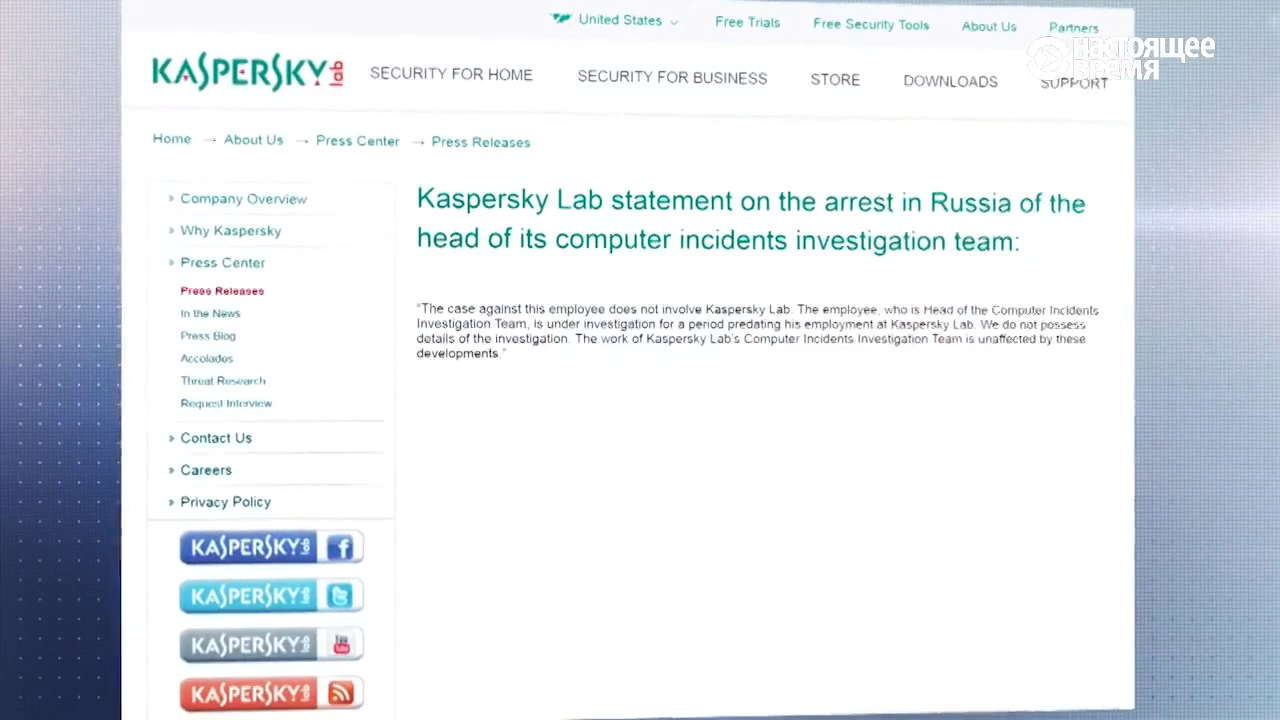 United States
Free Trials
Free Security Tools
About Us
Partners
настоящее
время
KASPERSKY lab
SECURITY FOR HOME
SECURITY FOR BUSINESS
STORE
DOWNLOADS
SUPPORT
Home → About Us → Press Center → Press Releases
Company Overview
Why Kaspersky
Press Center
Press Releases
In the News
Press Blog
Accolades
Threat Research
Request Interview
Contact Us
Careers
Privacy Policy
KASPERSKY lab f
KASPERSKY lab
KASPERSKY lab You Tube
KASPERSKY lab
Kaspersky Lab statement on the arrest in Russia of the
head of its computer incidents investigation team:
“The case against this employee does not involve Kaspersky Lab. The employee, who is Head of the Computer Incidents
Investigation Team, is under investigation for a period predating his employment at Kaspersky Lab. We do not possess
details of the investigation. The work of Kaspersky Lab's Computer Incidents Investigation Team is unaffected by these
developments.”